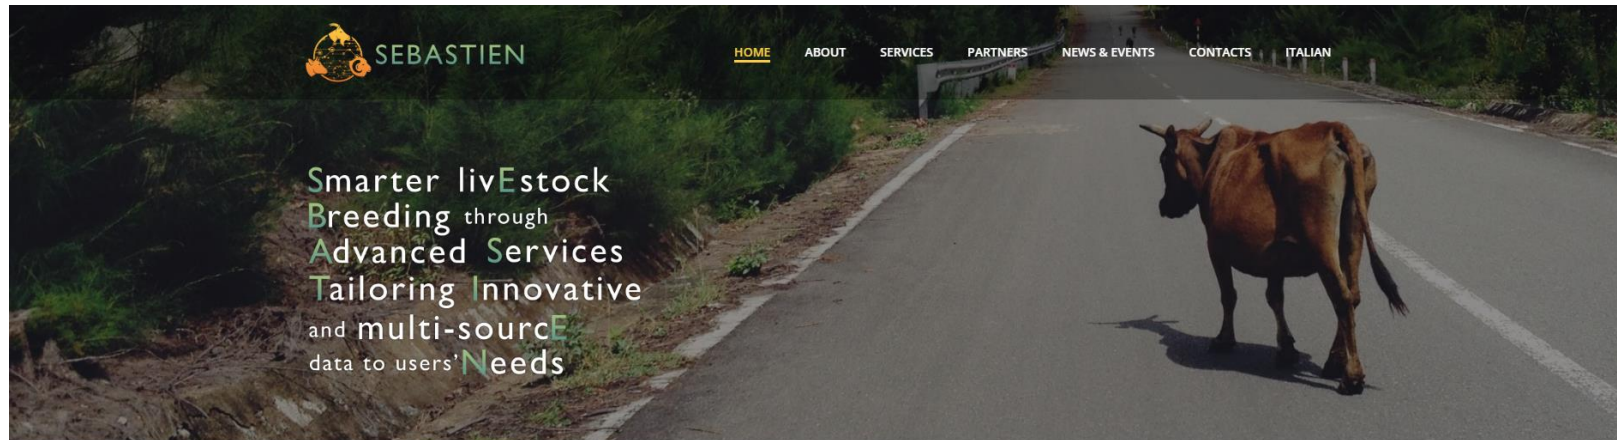 SEBASTIEN
HOME ABOUT SERVICES PARTNERS NEWS & EVENTS CONTACTS ITALIAN
Smarter livEstock
Breeding through
Advanced Services
Tailoring Innovative
and multi-sourcE
data to users' Needs